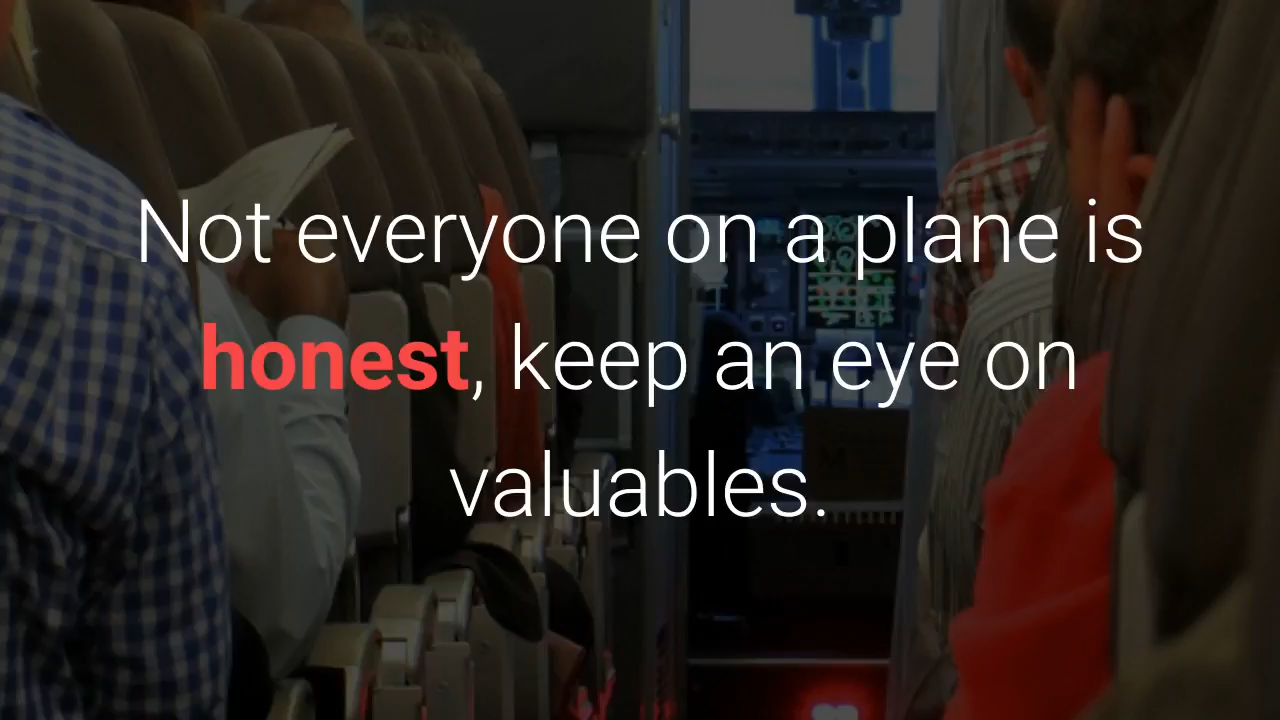 Not everyone on a plane is
honest, keep an eye on
valuables.